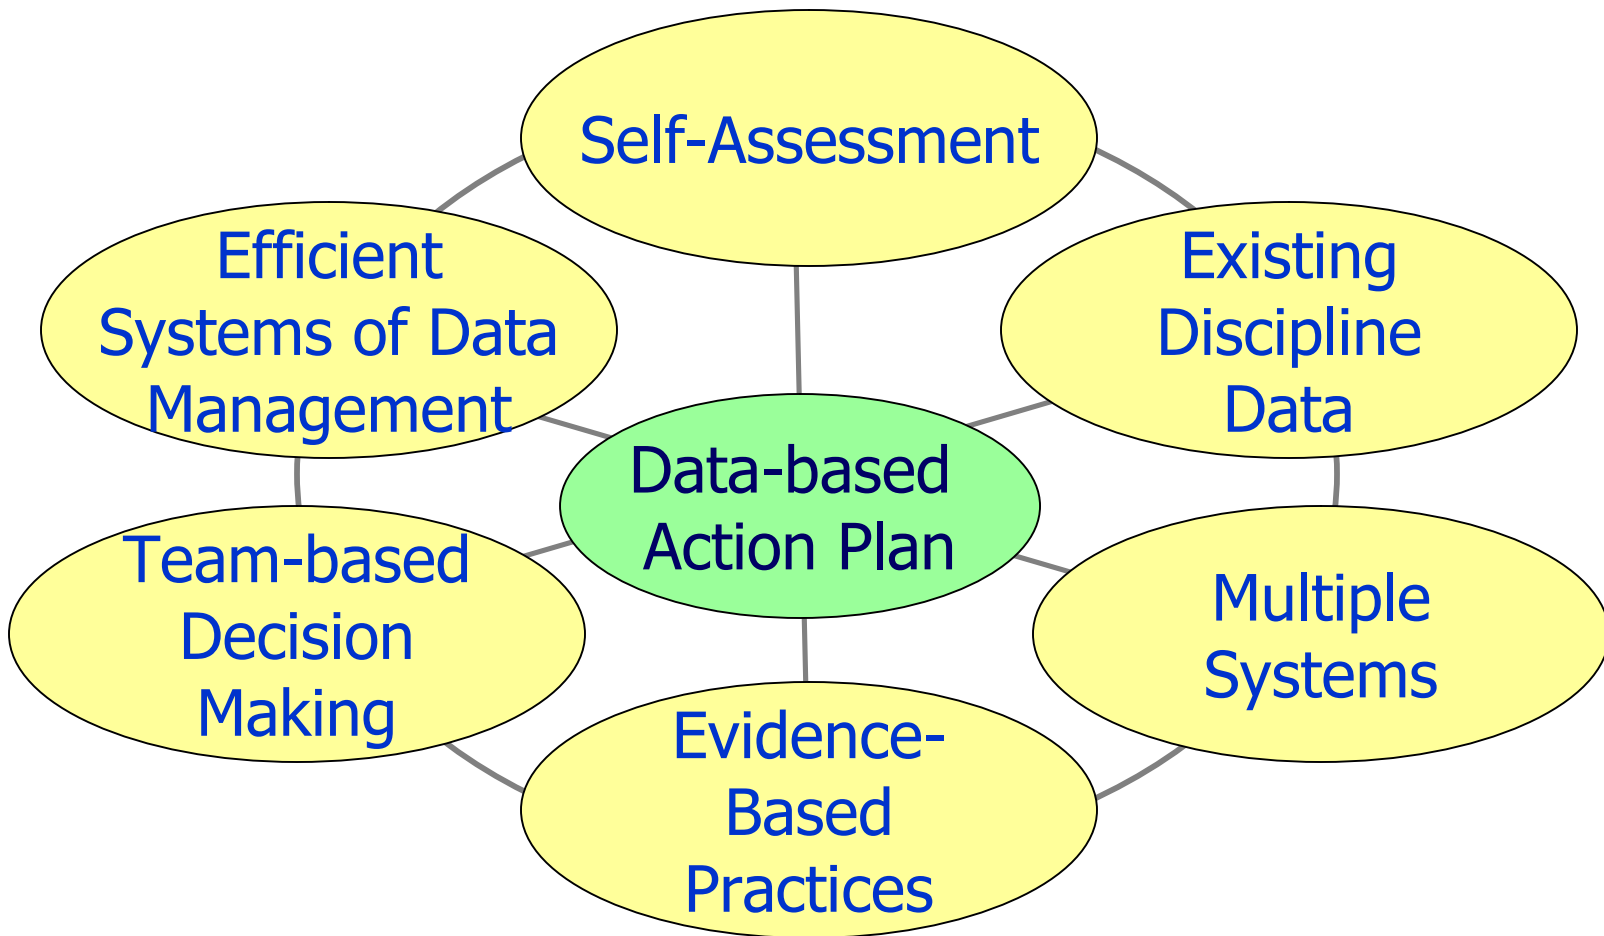 Self-Assessment
Efficient
Systems of Data
Management
Existing
Discipline
Data
Data-based
Action Plan
Team-based
Decision
Making
Multiple
Systems
Evidence-
Based
Practices